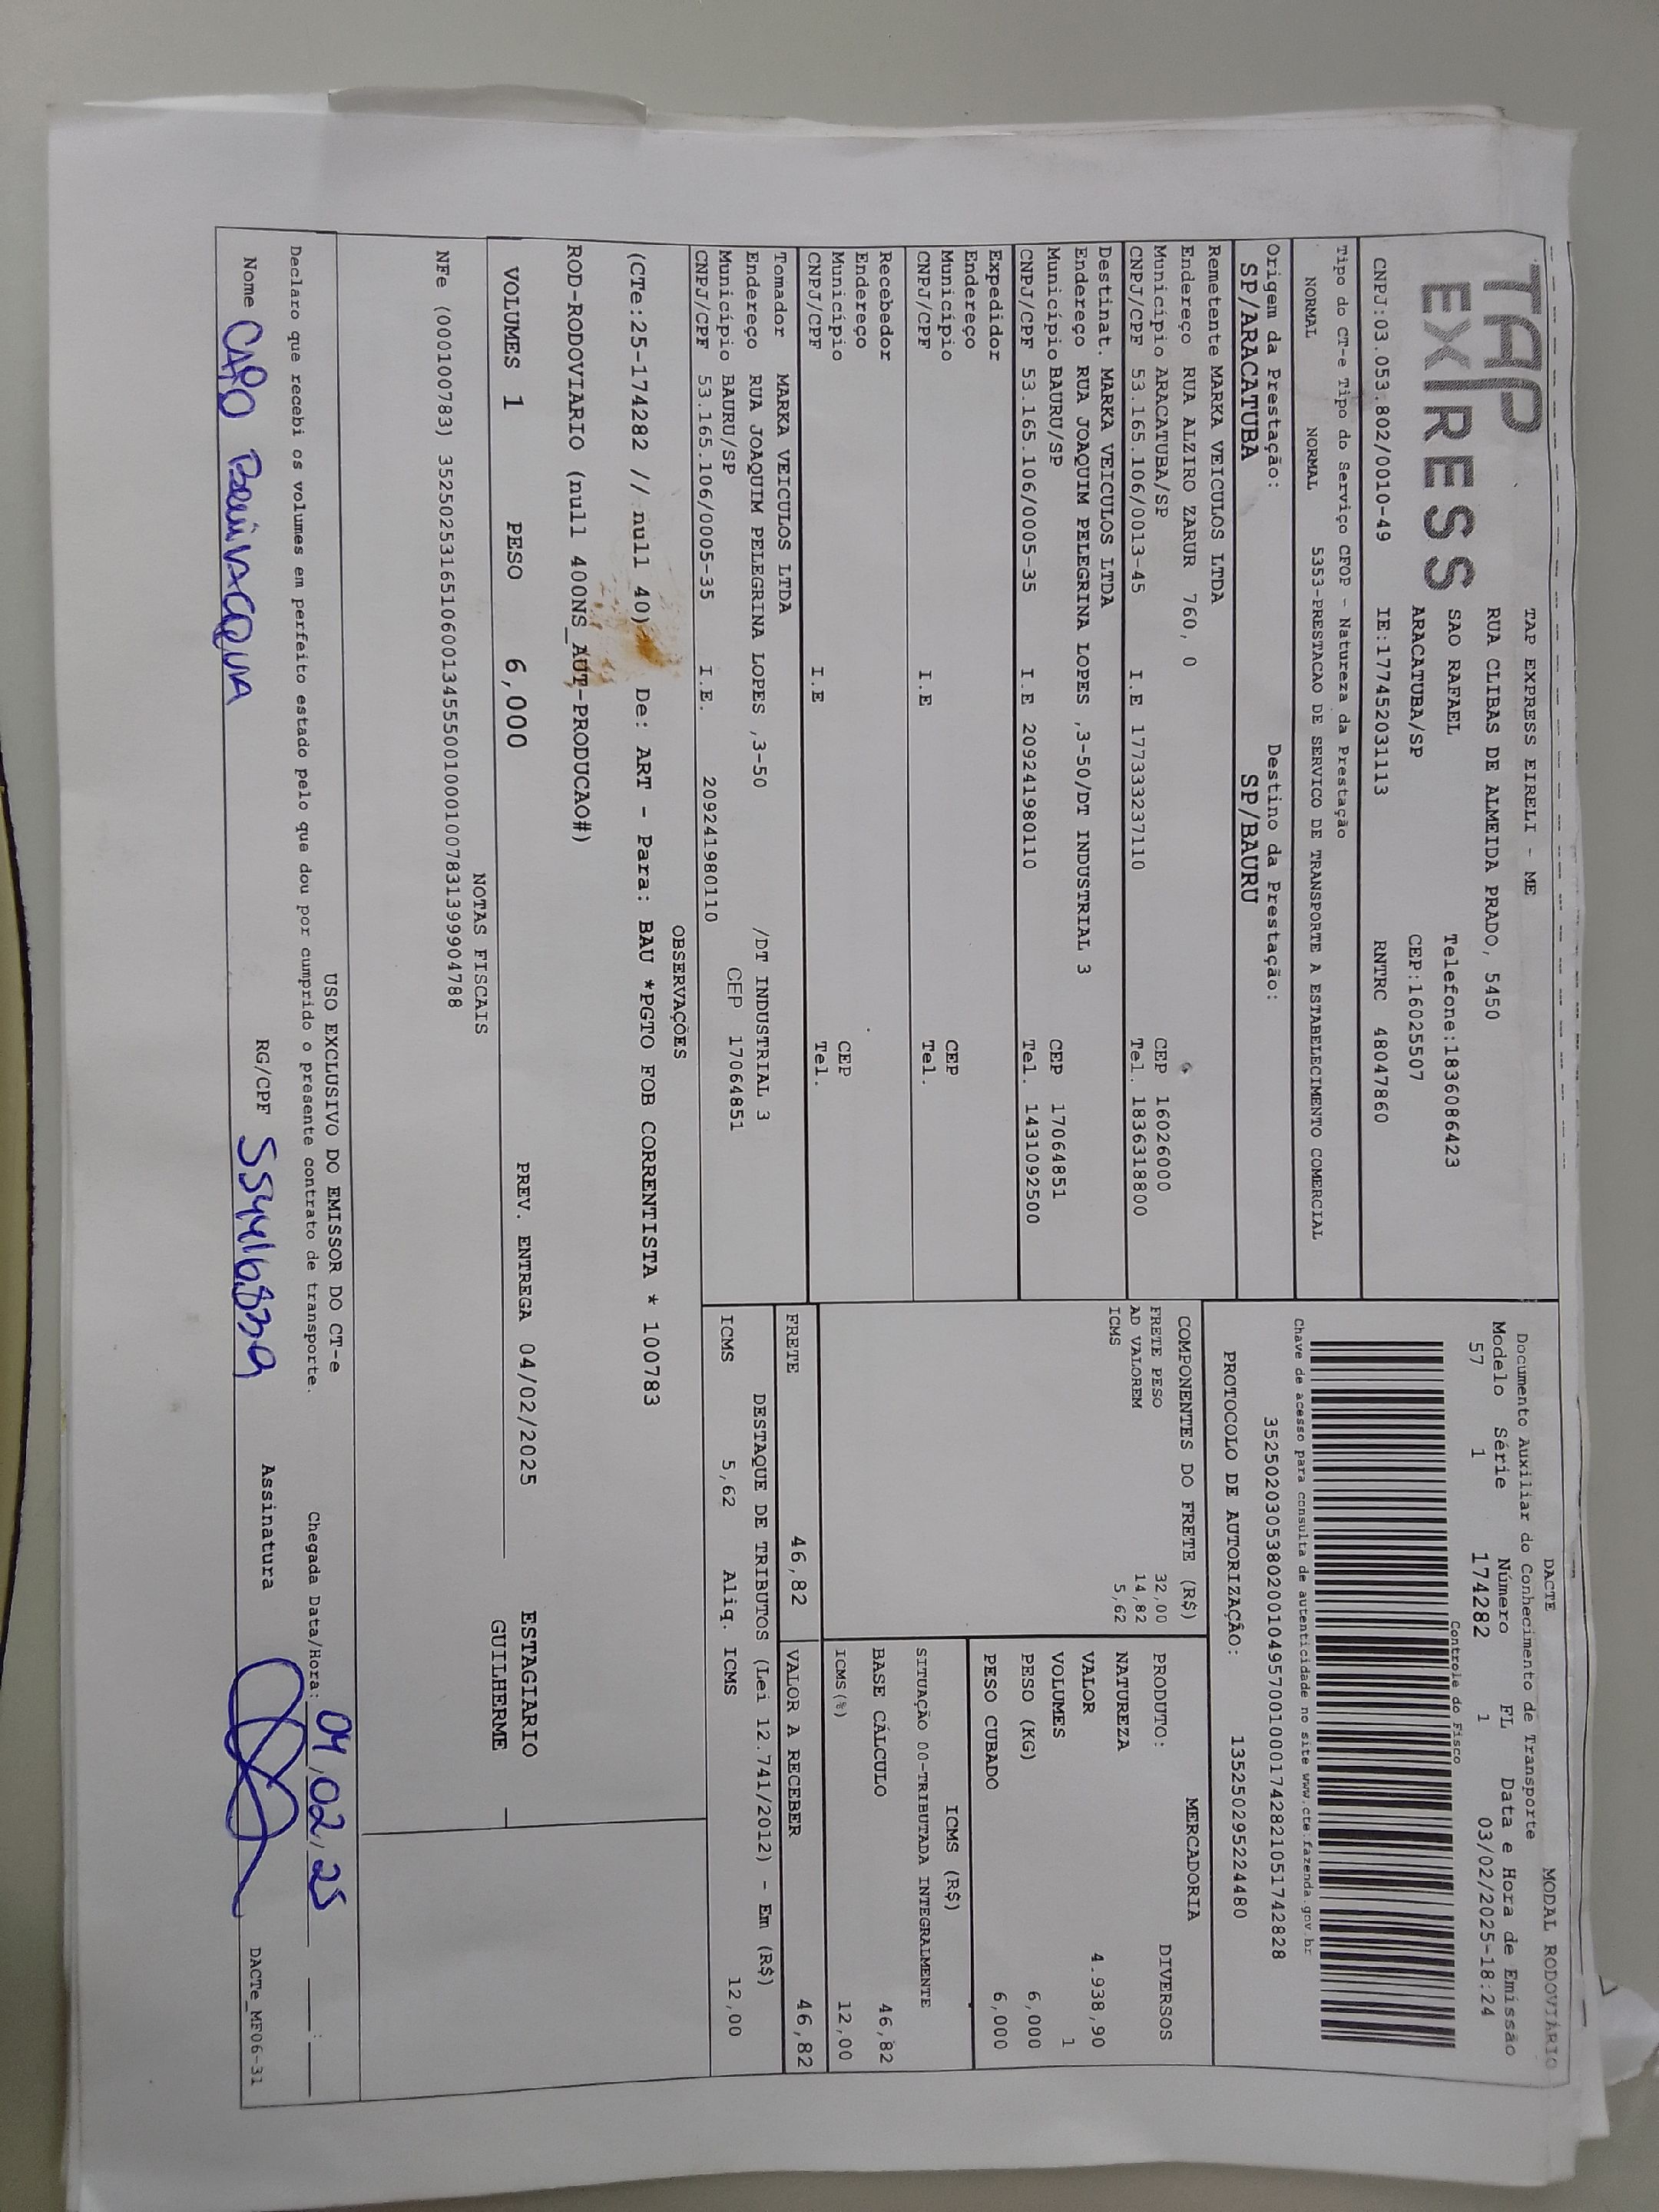 TAP
EXPRESS
TAP EXPRESS EIRELI - ME
RUA CLIBAS DE ALMEIDA PRADO, 5450
SAO RAFAEL Telefone:1836086423
ARACATUBA/SP CEP:16025507
CNPJ:03.053.802/0010-49 IE:177452031113 RNTRC 48047860
DACTE MODAL RODOVIÁRIO
Documento Auxiliar do Conhecimento de Transporte
Modelo Série Número FL Data e Hora de Emissão
57 1 174282 1 03/02/2025-18:24
Controle do Fisco
Chave de acesso para consulta de autenticidade no site www.cte.fazenda.gov.br
35250203053802001049570010001742821051742828
PROTOCOLO DE AUTORIZAÇÃO: 135250295224480
Tipo do CT-e Tipo do Serviço CFOP - Natureza da Prestação
NORMAL NORMAL 5353-PRESTACAO DE SERVICO DE TRANSPORTE A ESTABELECIMENTO COMERCIAL
Origem da Prestação: Destino da Prestação:
SP/ARACATUBA SP/BAURU
Remetente MARKA VEICULOS LTDA
Endereço RUA ALZIRO ZARUR 760, 0
Município ARACATUBA/SP CEP 16026000
CNPJ/CPF 53.165.106/0013-45 I.E 177333237110 Tel. 1836318800
Destinat. MARKA VEICULOS LTDA
Endereço RUA JOAQUIM PELEGRINA LOPES ,3-50/DT INDUSTRIAL 3
Município BAURU/SP CEP 17064851
CNPJ/CPF 53.165.106/0005-35 I.E 209241980110 Tel. 1431092500
Expedidor
Endereço
Município CEP
CNPJ/CPF I.E Tel.
Recebedor
Endereço
Município CEP
CNPJ/CPF I.E Tel.
Tomador MARKA VEICULOS LTDA
Endereço RUA JOAQUIM PELEGRINA LOPES ,3-50 /DT INDUSTRIAL 3
Município BAURU/SP CEP 17064851
CNPJ/CPF 53.165.106/0005-35 I.E. 209241980110
COMPONENTES DO FRETE (R$)
FRETE PESO 32,00
AD VALOREM 14,82
ICMS 5,62
MERCADORIA
PRODUTO: DIVERSOS
NATUREZA
VALOR 4.938,90
VOLUMES 1
PESO (KG) 6,000
PESO CUBADO 6,000
ICMS (R$)
SITUAÇÃO 00-TRIBUTADA INTEGRALMENTE
BASE CÁLCULO 46,82
ICMS(%) 12,00
FRETE 46,82 VALOR A RECEBER 46,82
DESTAQUE DE TRIBUTOS (Lei 12.741/2012) - Em (R$)
ICMS 5,62 Aliq. ICMS 12,00
OBSERVAÇÕES
(CTe:25-174282 // null 40) De: ART - Para: BAU *PGTO FOB CORRENTISTA * 100783
ROD-RODOVIARIO (null 400NS_AUT-PRODUCAO#)
VOLUMES 1 PESO 6,000 PREV. ENTREGA 04/02/2025 ESTAGIARIO
GUILHERME
NOTAS FISCAIS
NFe (000100783) 35250253165106001345550010001007831399904788
USO EXCLUSIVO DO EMISSOR DO CT-e
Declaro que recebi os volumes em perfeito estado pelo que dou por cumprido o presente contrato de transporte. Chegada Data/Hora: 04/02/25 :
Nome RG/CPF Assinatura
DACTe_MF06-31